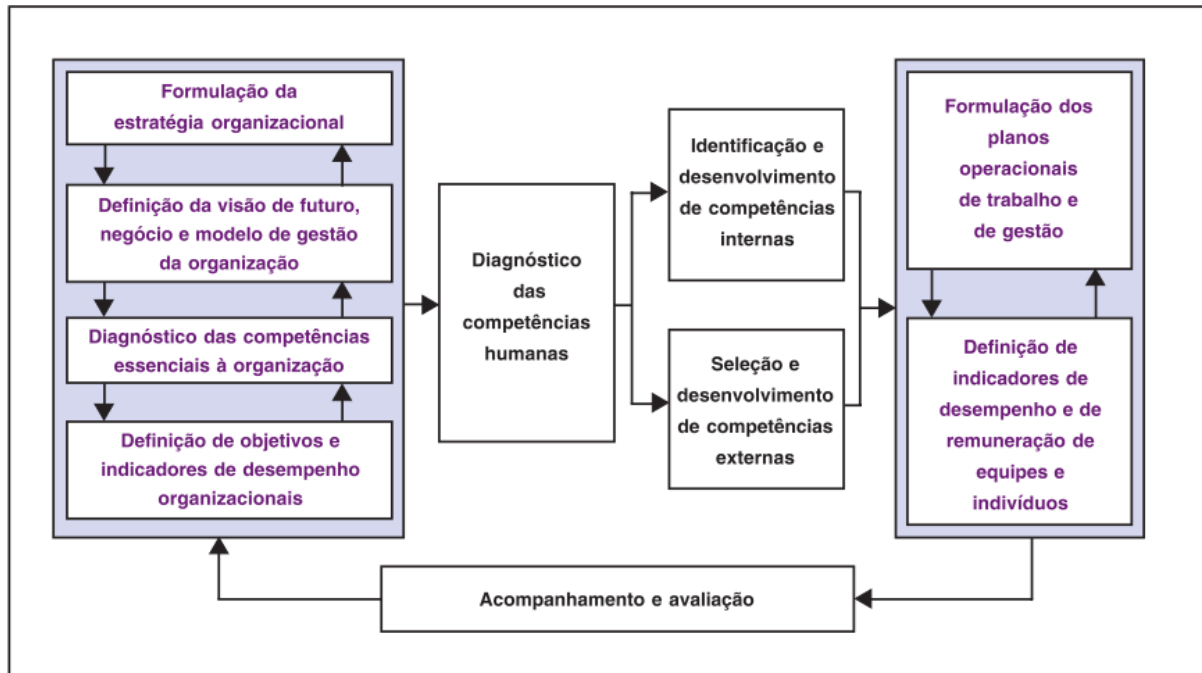 Formulação da
estratégia organizacional
Definição da visão de futuro,
negócio e modelo de gestão
da organização
Diagnóstico das competências
essenciais à organização
Definição de objetivos e
indicadores de desempenho
organizacionais
Diagnóstico
das
competências
humanas
Identificação e
desenvolvimento
de competências
internas
Seleção e
desenvolvimento
de competências
externas
Formulação dos
planos
operacionais
de trabalho e
de gestão
Definição de
indicadores de
desempenho e de
remuneração de
equipes e
indivíduos
Acompanhamento e avaliação